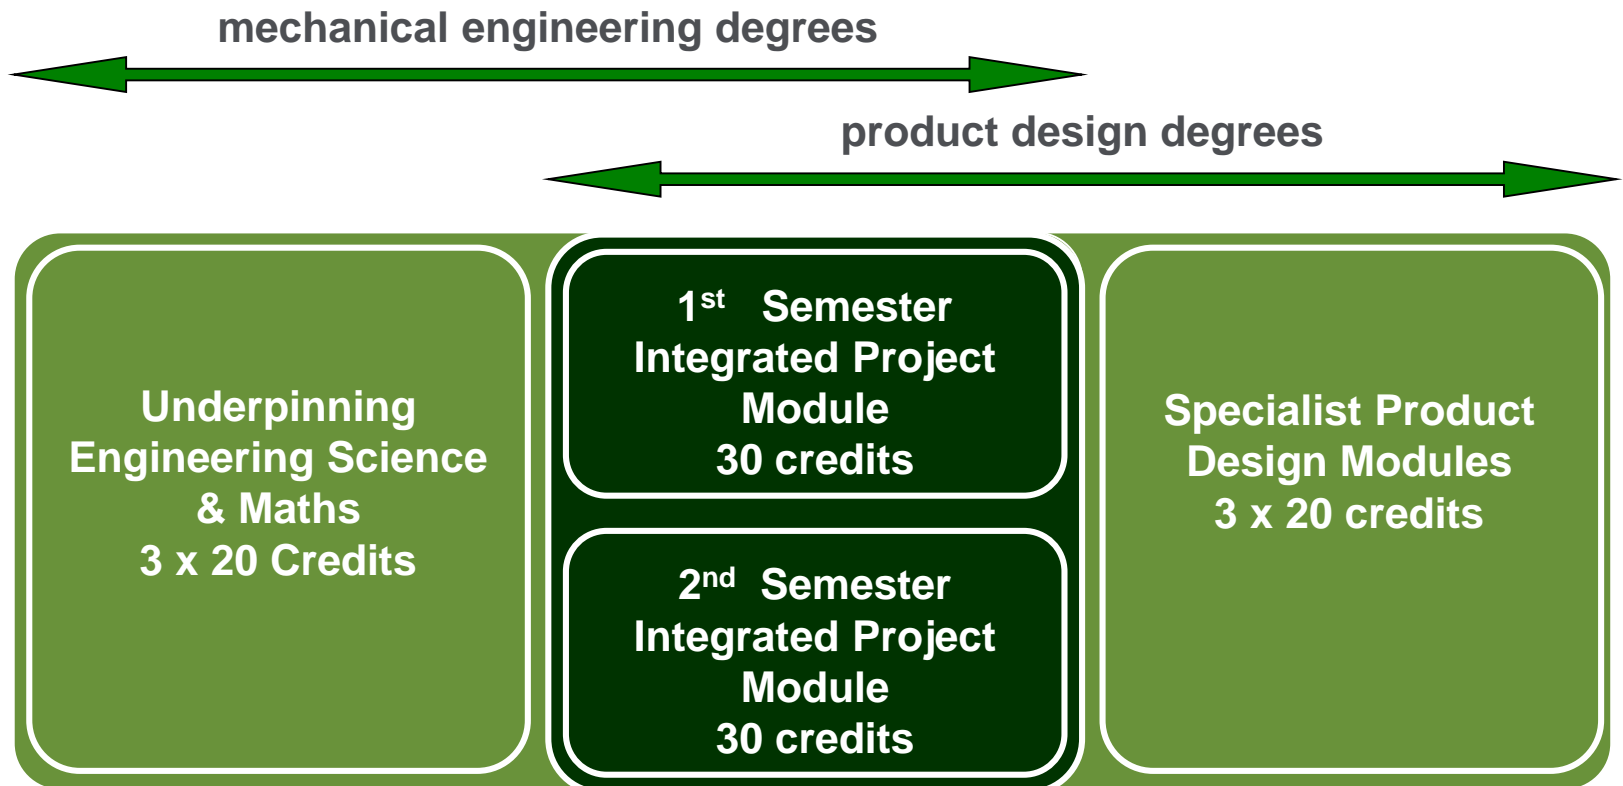 mechanical engineering degrees
product design degrees
Underpinning
Engineering Science
& Maths
3 x 20 Credits
1st Semester
Integrated Project
Module
30 credits
2nd Semester
Integrated Project
Module
30 credits
Specialist Product
Design Modules
3 x 20 credits